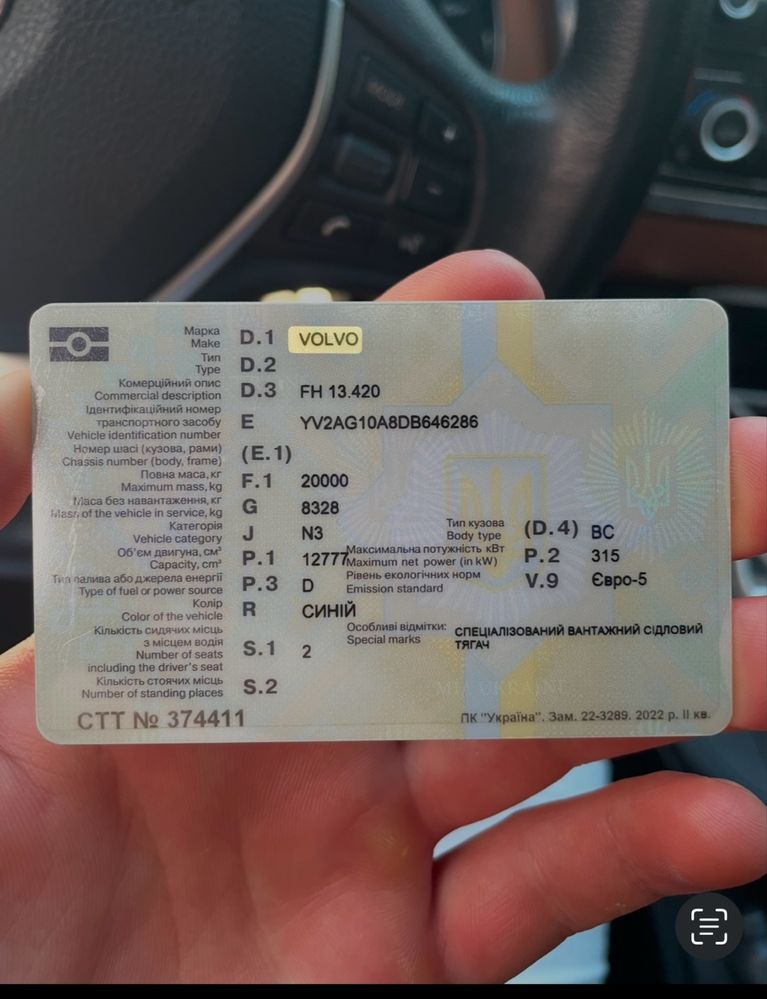 Марка
Make D.1 VOLVO
Тип
Type D.2
Комерційний опис
Commercial description D.3 FH 13.420
Ідентифікаційний номер
транспортного засобу E YV2AG10A8DB646286
Vehicle identification number
Номер шасі (кузова, рами) (E.1)
Chassis number (body, frame)
Повна маса, кг
Maximum mass, kg F.1 20000
Маса без навантаження, кг
Mass of the vehicle in service, kg G 8328
Категорія
Vehicle category J N3
Тип кузова
Body type (D.4) ВС
Об'єм двигуна, см³
Capacity, cm³ P.1 12777
Максимальна потужність кВт
Maximum net power (in kW) P.2 315
Тип палива або джерела енергії
Type of fuel or power source P.3 D
Рівень екологічних норм
Emission standard V.9 Євро-5
Колір
Color of the vehicle R СИНІЙ
Кількість сидячих місць
з місцем водія
Number of seats S.1 2
including the driver's seat
Особливі відмітки:
Special marks СПЕЦІАЛІЗОВАНИЙ ВАНТАЖНИЙ СІДЛОВИЙ
ТЯГАЧ
Кількість стоячих місць
Number of standing places S.2
СТТ № 374411
ПК "Україна". Зам. 22-3289. 2022 р. II кв.